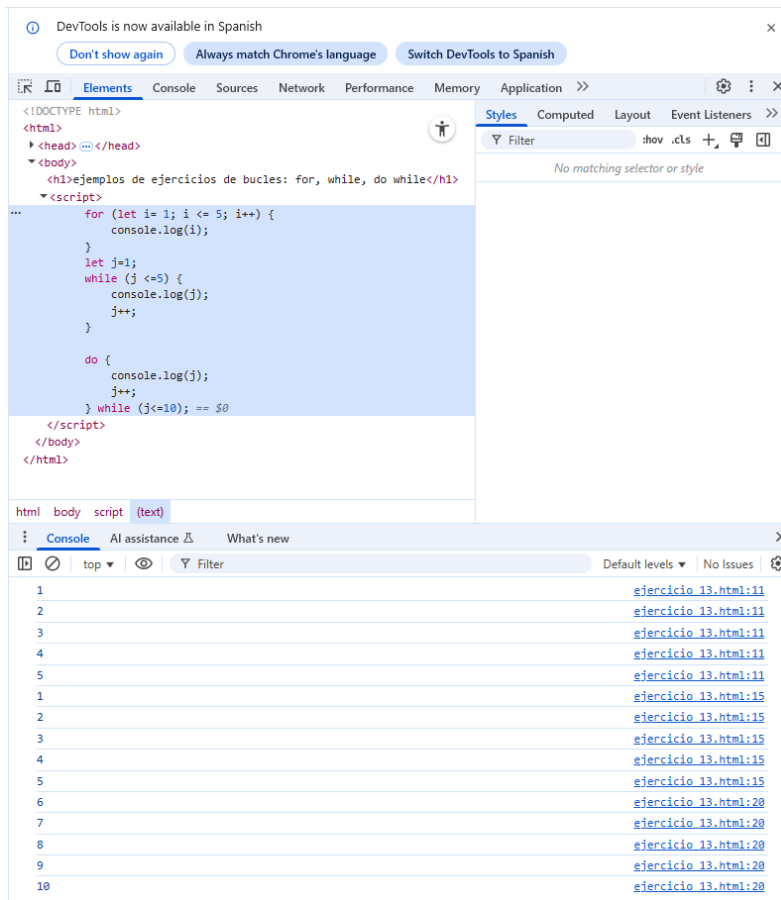 DevTools is now available in Spanish
Don't show again Always match Chrome's language Switch DevTools to Spanish
Elements Console Sources Network Performance Memory Application
<!DOCTYPE html>
<html>
<head> </head>
<body>
<h1>ejemplos de ejercicios de bucles: for, while, do while</h1>
<script>
for (let i= 1; i <= 5; i++) {
console.log(i);
}
let j=1;
while (j <=5) {
console.log(j);
j++;
}
do {
console.log(j);
j++;
} while (j<=10); == $0
</script>
</body>
</html>
Styles Computed Layout Event Listeners
Filter :hov .cls
No matching selector or style
html body script (text)
Console AI assistance What's new
top Filter Default levels No Issues
1 ejercicio 13.html:11
2 ejercicio 13.html:11
3 ejercicio 13.html:11
4 ejercicio 13.html:11
5 ejercicio 13.html:11
1 ejercicio 13.html:15
2 ejercicio 13.html:15
3 ejercicio 13.html:15
4 ejercicio 13.html:15
5 ejercicio 13.html:15
6 ejercicio 13.html:20
7 ejercicio 13.html:20
8 ejercicio 13.html:20
9 ejercicio 13.html:20
10 ejercicio 13.html:20